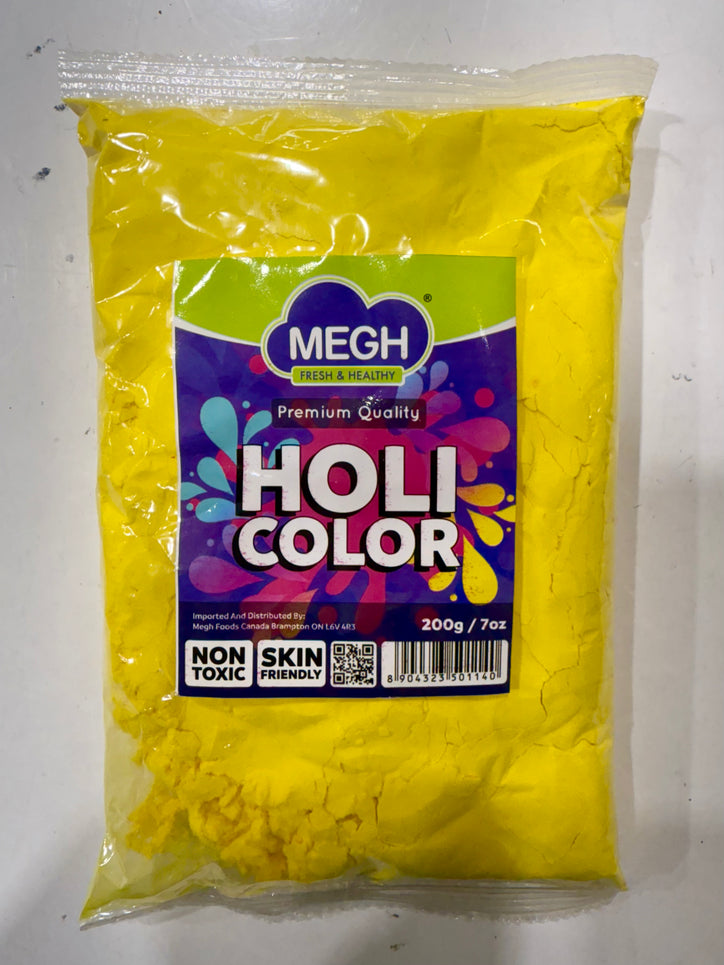 MEGH
®
FRESH & HEALTHY
Premium Quality
HOLI
COLOR
Imported And Distributed By:
Megh Foods Canada Brampton ON L6V 4R3
200g / 7oz
NON
TOXIC
SKIN
FRIENDLY
8 904323 501140